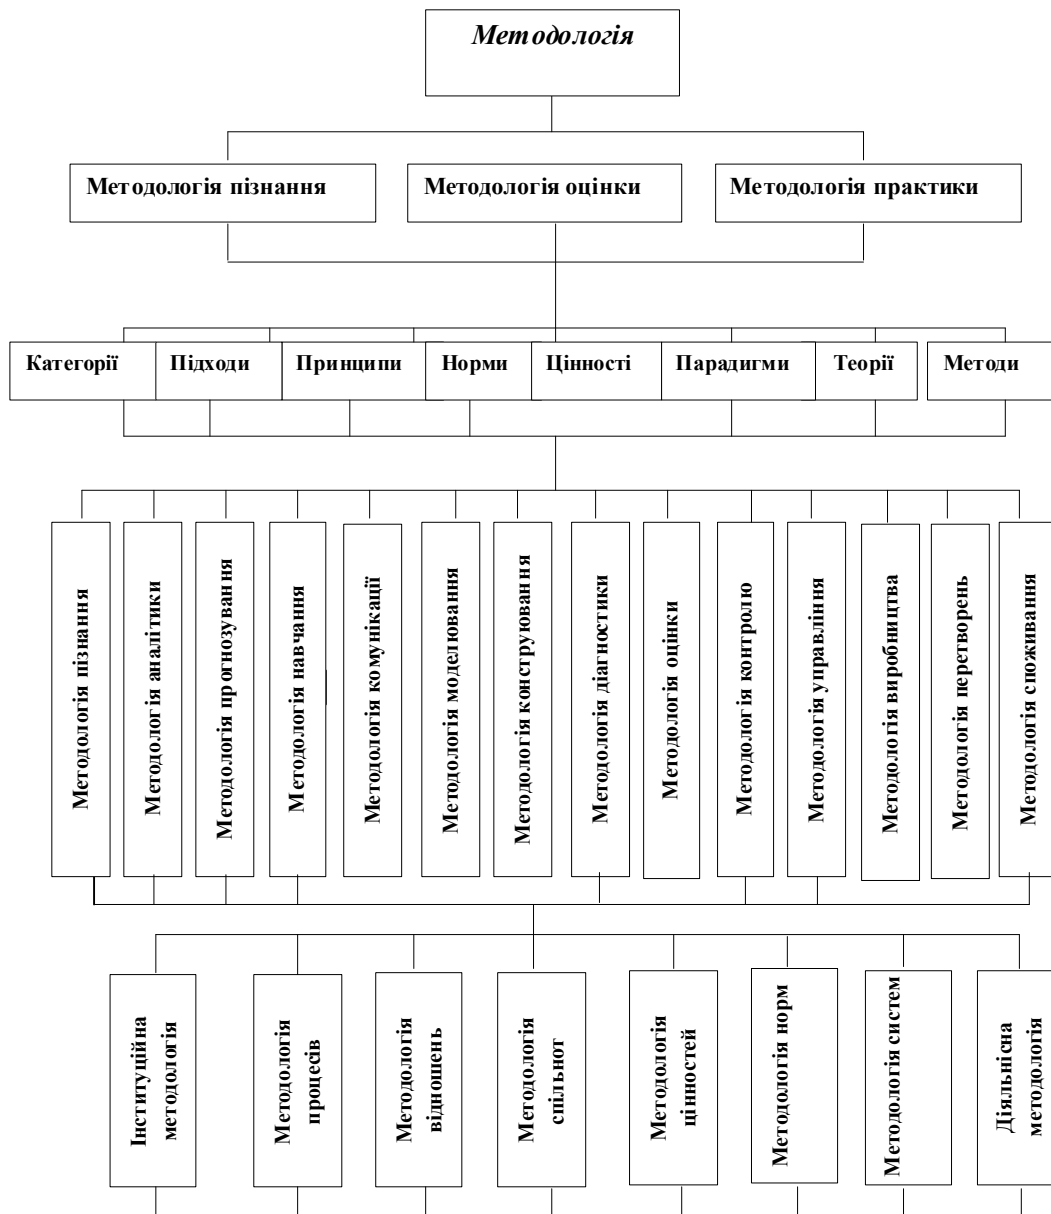 Методологія
Методологія пізнання
Методологія оцінки
Методологія практики
Категорії
Підходи
Принципи
Норми
Цінності
Парадигми
Теорії
Методи
Методологія пізнання
Методологія аналітики
Методологія прогнозування
Методологія навчання
Методологія комунікації
Методологія моделювання
Методологія конструювання
Методологія діагностики
Методологія оцінки
Методологія контролю
Методологія управління
Методологія виробництва
Методологія перетворень
Методологія споживання
Інституційна
методологія
Методологія
процесів
Методологія
відношень
Методологія
спільнот
Методологія
цінностей
Методологія норм
Методологія систем
Діяльнісна
методологія